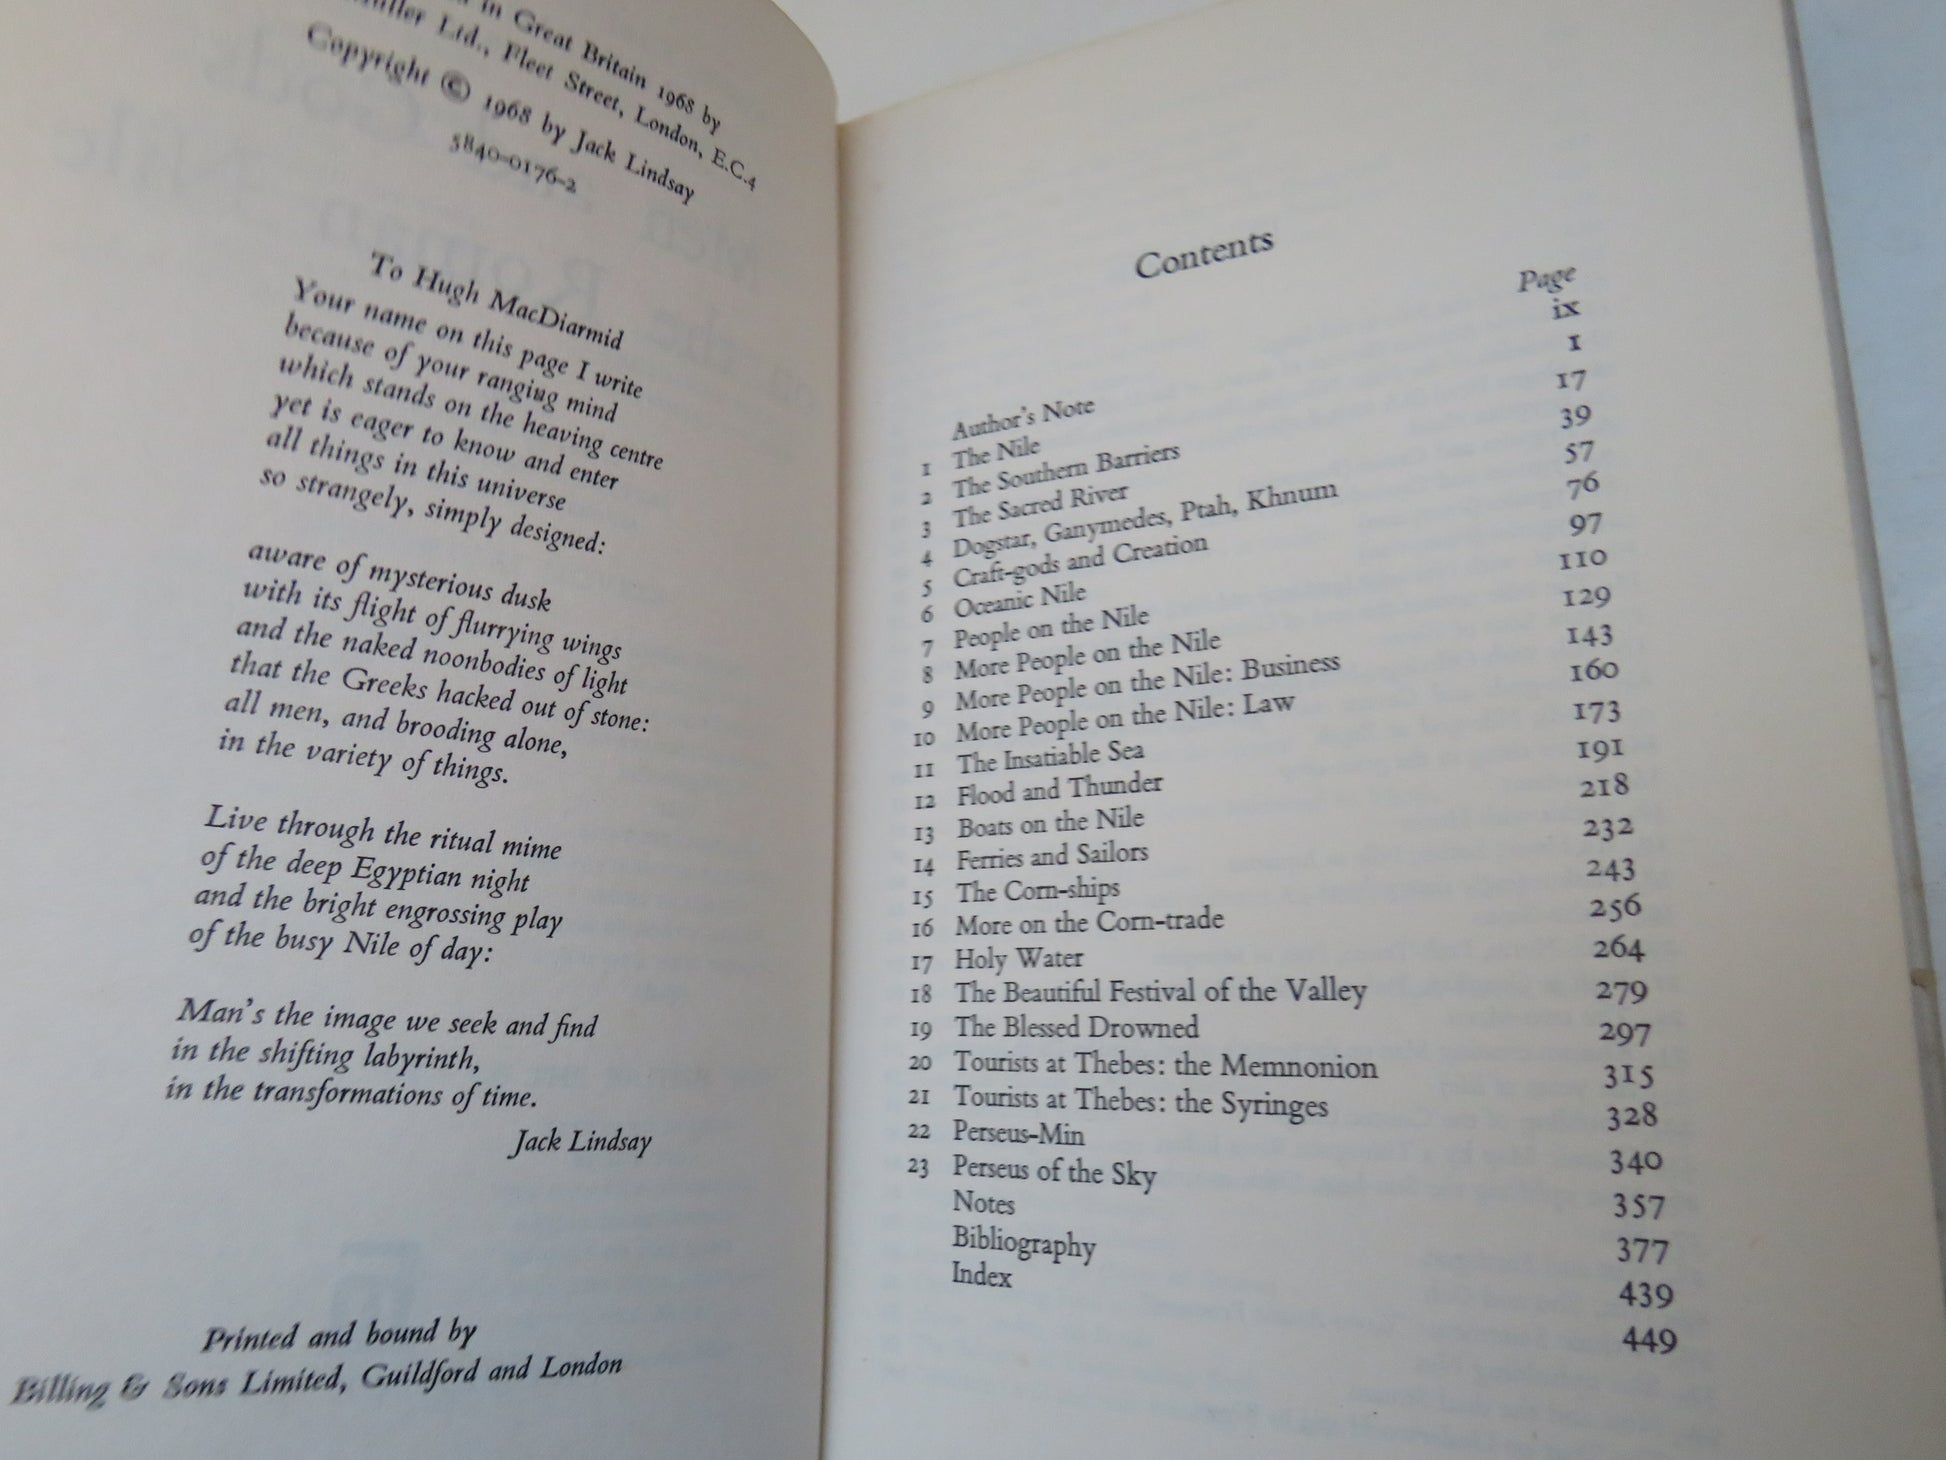 in Great Britain 1968 by
Ltd., Fleet Street, London, E.C.4
Copyright © 1968 by Jack Lindsay
5840-0176-2
To Hugh MacDiarmid
Your name on this page I write
because of your ranging mind
which stands on the heaving centre
yet is eager to know and enter
all things in this universe
so strangely, simply designed:
aware of mysterious dusk
with its flight of flurrying wings
and the naked noonbodies of light
that the Greeks hacked out of stone:
all men, and brooding alone,
in the variety of things.
Live through the ritual mime
of the deep Egyptian night
and the bright engrossing play
of the busy Nile of day:
Man's the image we seek and find
in the shifting labyrinth,
in the transformations of time.
Jack Lindsay
Printed and bound by
Billing & Sons Limited, Guildford and London
Contents
Page
Author's Note ix
1 The Nile 1
2 The Southern Barriers 17
3 The Sacred River 39
4 Dogstar, Ganymedes, Ptah, Khnum 57
5 Craft-gods and Creation 76
6 Oceanic Nile 97
7 People on the Nile 110
8 More People on the Nile 129
9 More People on the Nile: Business 143
10 More People on the Nile: Law 160
11 The Insatiable Sea 173
12 Flood and Thunder 191
13 Boats on the Nile 218
14 Ferries and Sailors 232
15 The Corn-ships 243
16 More on the Corn-trade 256
17 Holy Water 264
18 The Beautiful Festival of the Valley 279
19 The Blessed Drowned 297
20 Tourists at Thebes: the Memnonion 315
21 Tourists at Thebes: the Syringes 328
22 Perseus-Min 340
23 Perseus of the Sky 357
Notes 377
Bibliography 439
Index 449